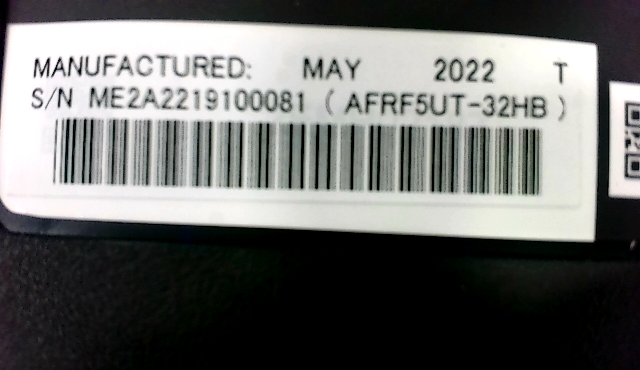 MANUFACTURED: MAY 2022 T
S/N ME2A2219100081 ( AFRF5UT-32HB )